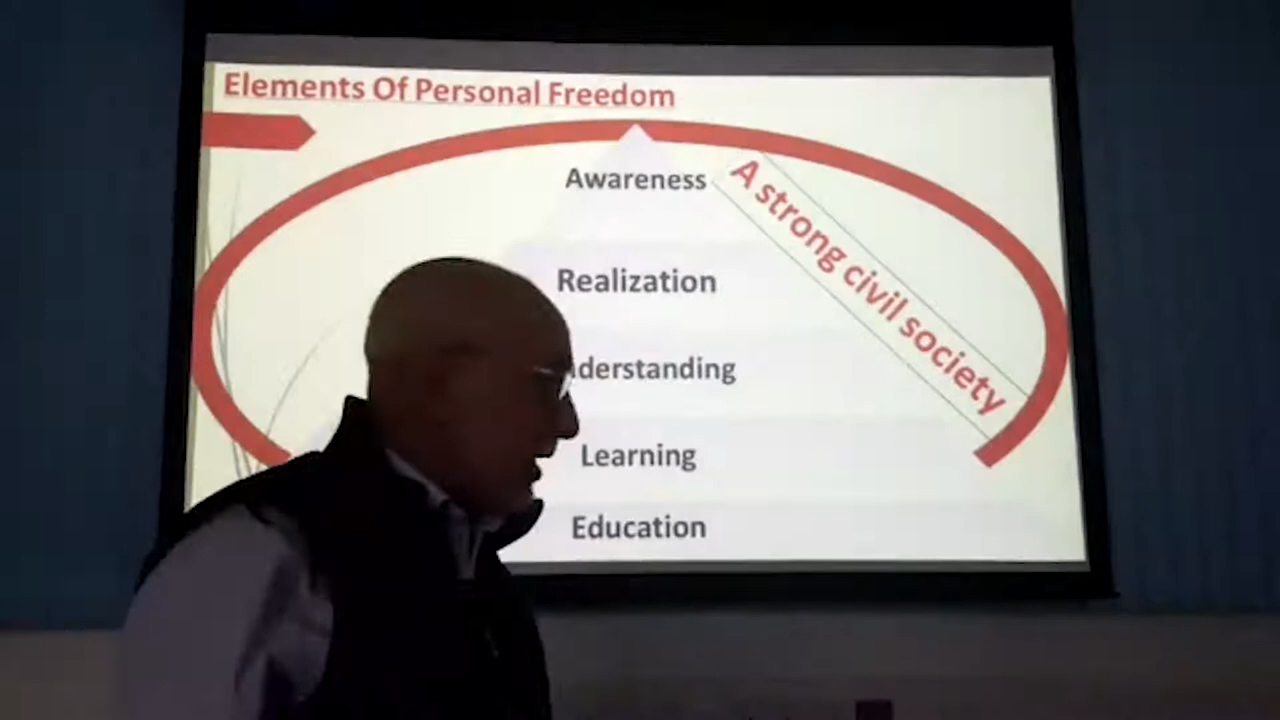 Elements Of Personal Freedom
Awareness
A strong civil society
Realization
derstanding
Learning
Education